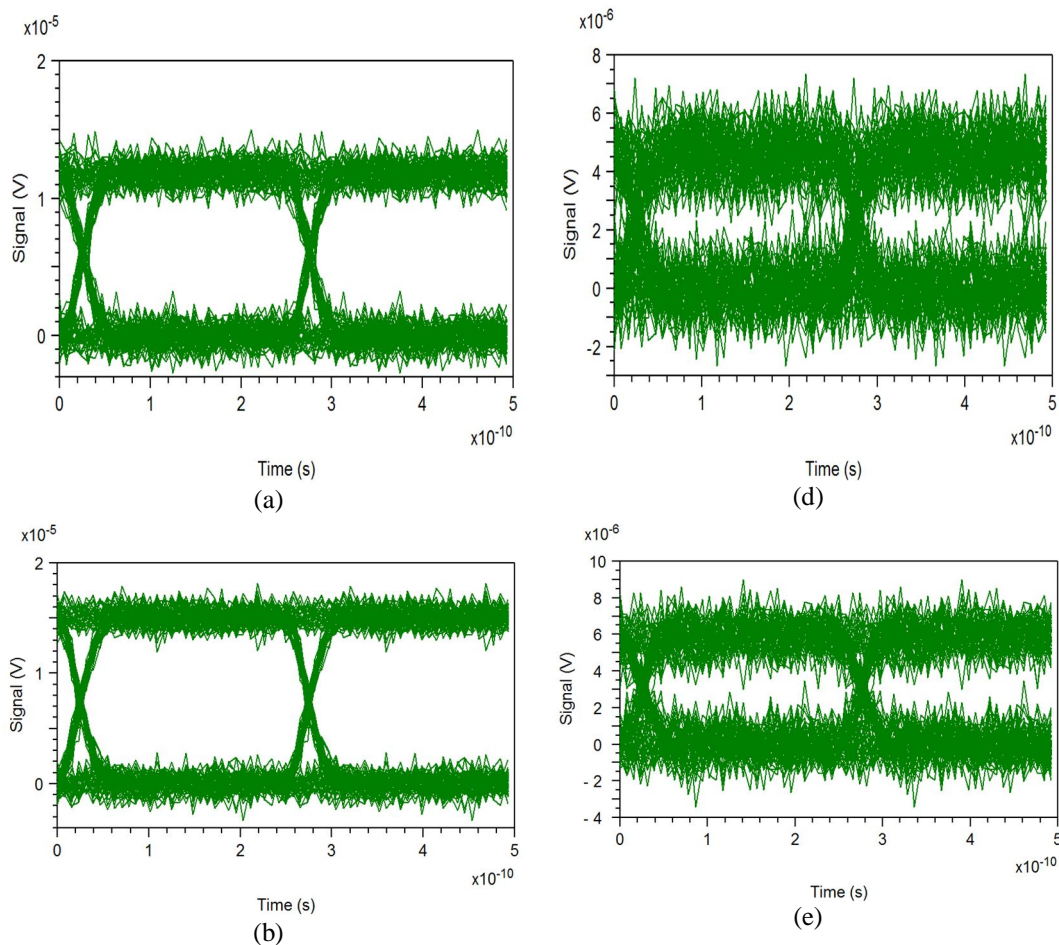 x10-5
2
1
0
Signal (V)
0 1 2 3 4 5
x10-10
Time (s)
(a)
x10-6
8
6
4
2
0
-2
Signal (V)
0 1 2 3 4 5
x10-10
Time (s)
(d)
x10-5
2
1
0
Signal (V)
0 1 2 3 4 5
x10-10
Time (s)
(b)
x10-6
10
8
6
4
2
0
- 2
- 4
Signal (V)
0 1 2 3 4 5
x10-10
Time (s)
(e)